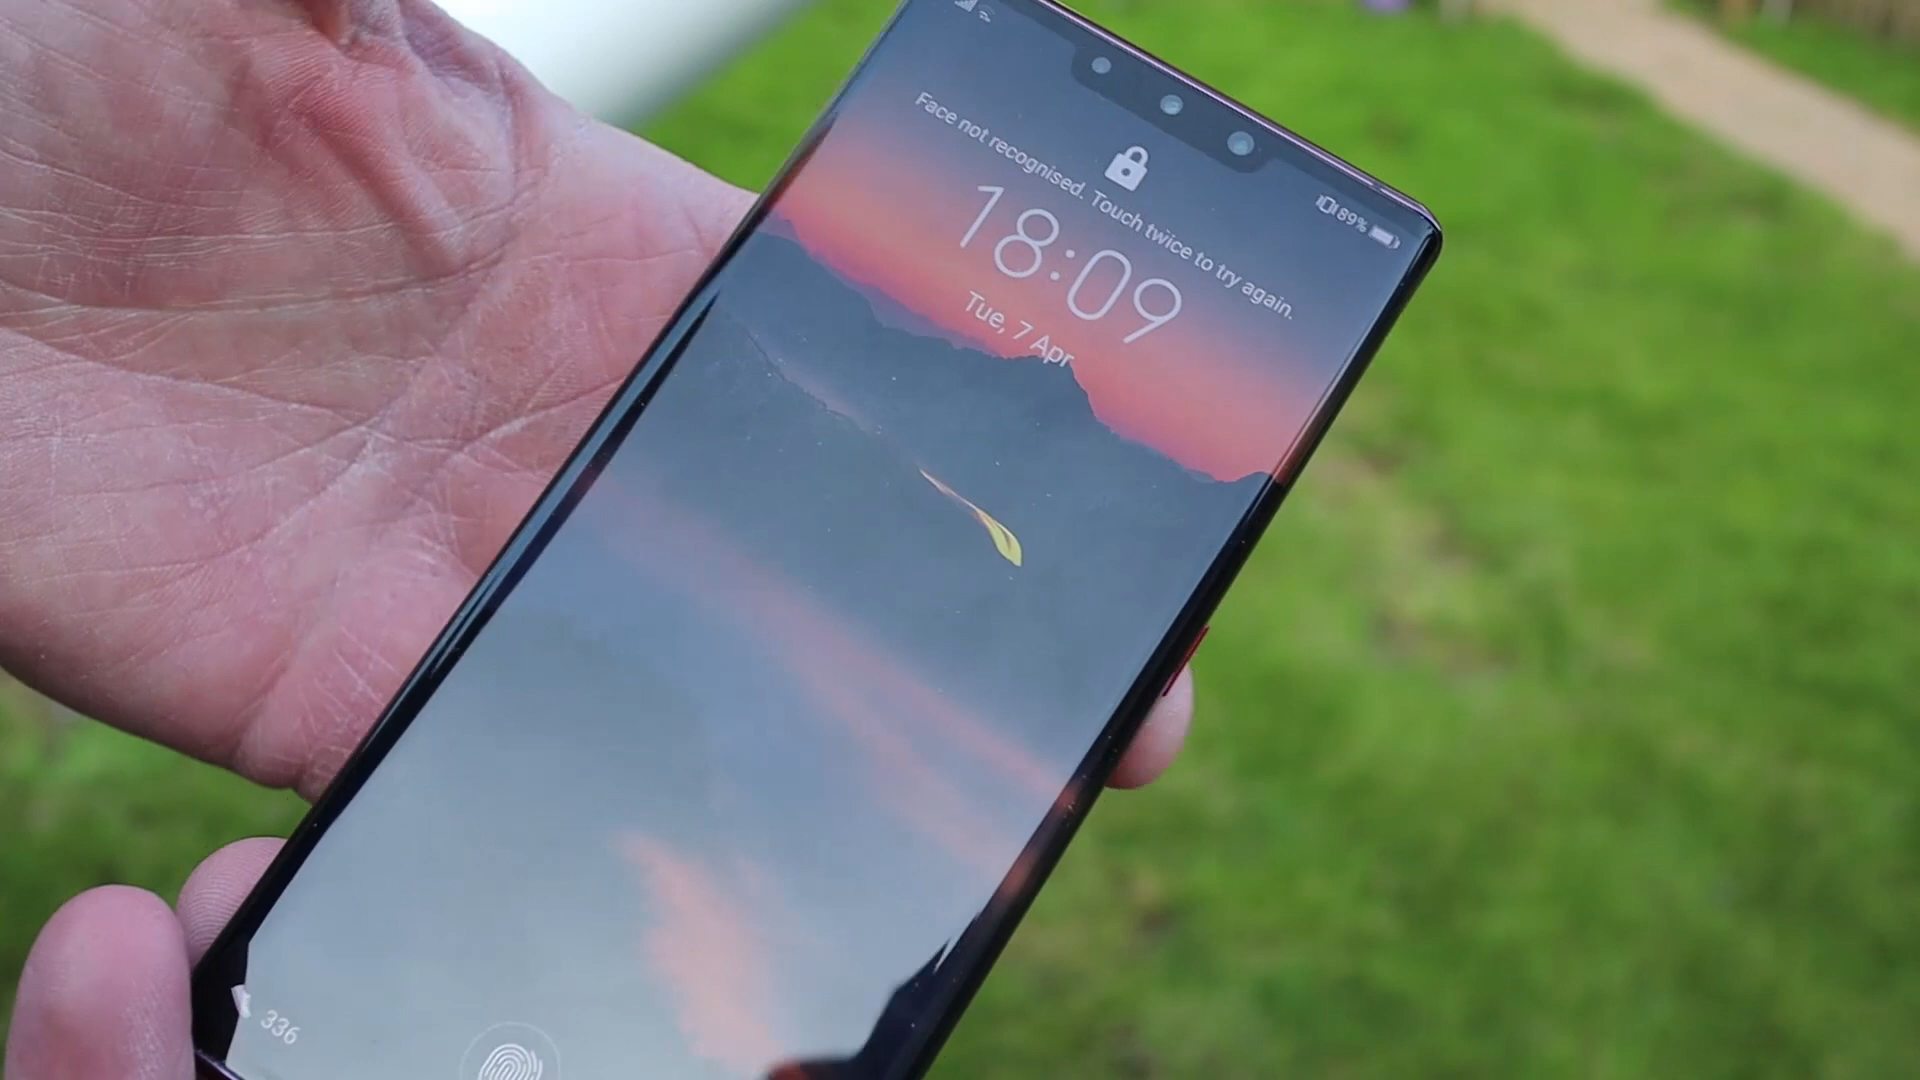 89%
Face not recognised. Touch twice to try again.
18:09
Tue, 7 Apr
336